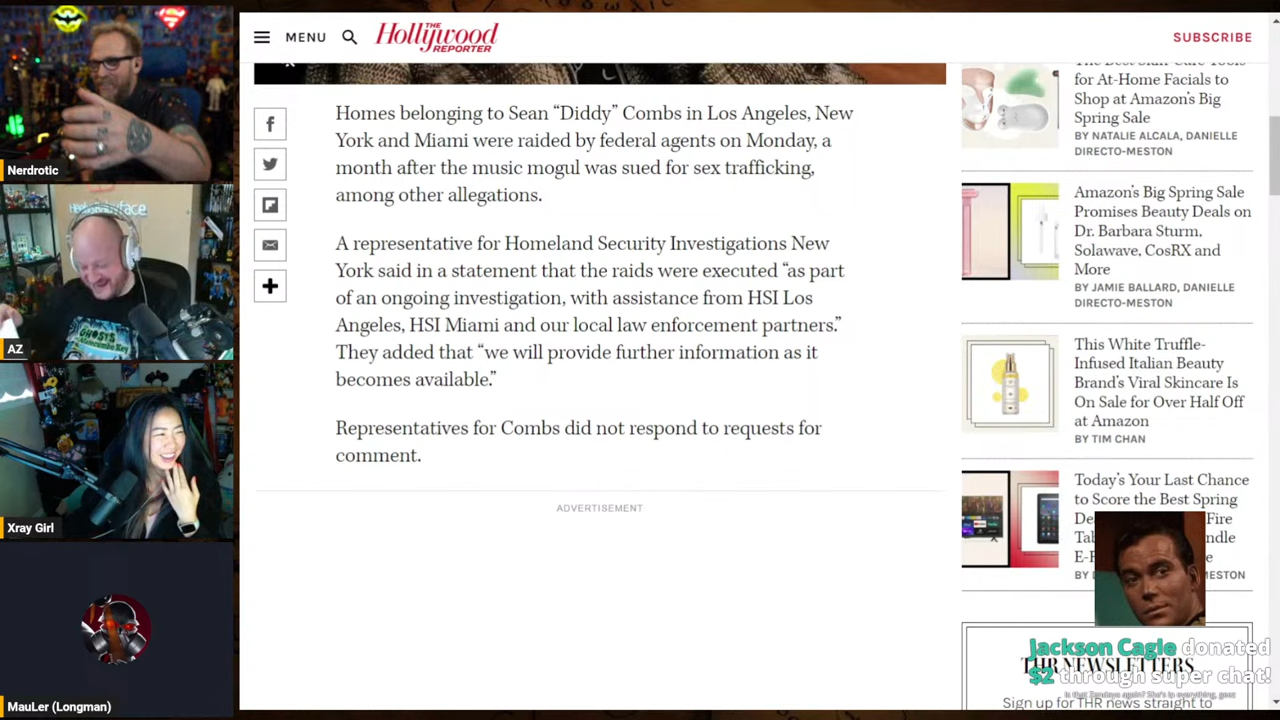 MENU
THE
Hollywood
REPORTER
SUBSCRIBE
Nerdrotic
AZ
Xray Girl
MauLer (Longman)
Homes belonging to Sean “Diddy” Combs in Los Angeles, New
York and Miami were raided by federal agents on Monday, a
month after the music mogul was sued for sex trafficking,
among other allegations.
A representative for Homeland Security Investigations New
York said in a statement that the raids were executed “as part
of an ongoing investigation, with assistance from HSI Los
Angeles, HSI Miami and our local law enforcement partners.”
They added that “we will provide further information as it
becomes available.”
Representatives for Combs did not respond to requests for
comment.
ADVERTISEMENT
The Best Skin-Care Tools
for At-Home Facials to
Shop at Amazon’s Big
Spring Sale
BY NATALIE ALCALA, DANIELLE
DIRECTO-MESTON
Amazon’s Big Spring Sale
Promises Beauty Deals on
Dr. Barbara Sturm,
Solawave, CosRX and
More
BY JAMIE BALLARD, DANIELLE
DIRECTO-MESTON
This White Truffle-
Infused Italian Beauty
Brand’s Viral Skincare Is
On Sale for Over Half Off
at Amazon
BY TIM CHAN
Today’s Your Last Chance
to Score the Best Spring
Fire
THR NEWSLETTERS
Jackson Cagle donated
$2 through super chat!
Is that Zendaya again? She's in everything, geez
Sign up for THR news straight to